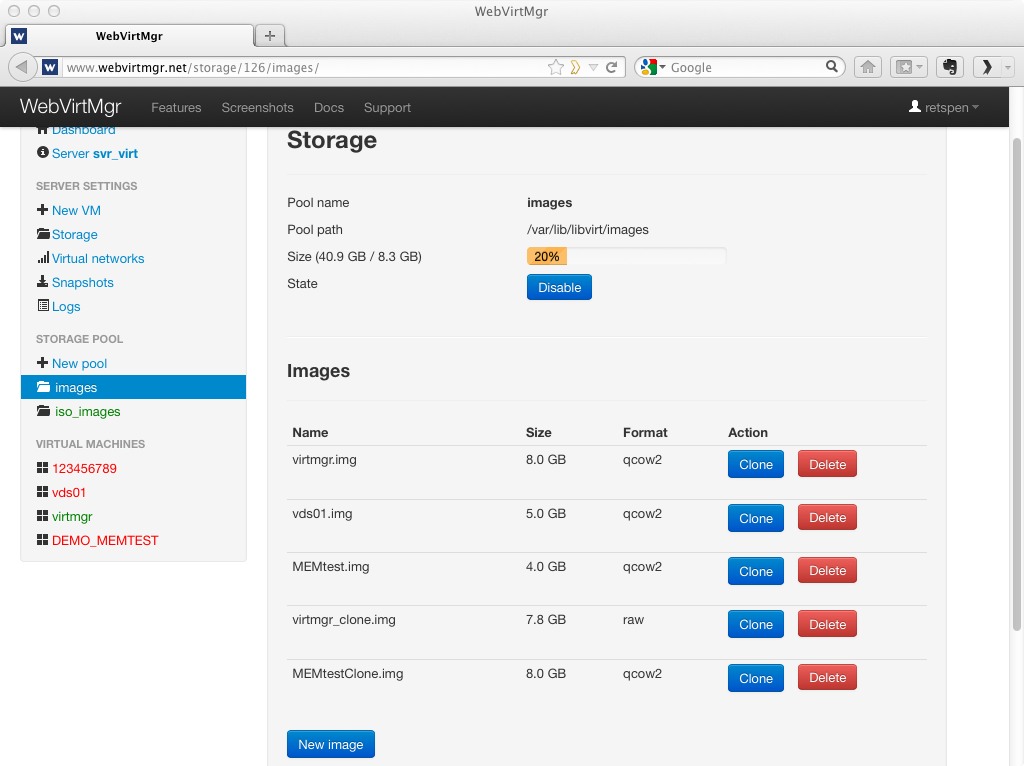 WebVirtMgr
W WebVirtMgr +
W www.webvirtmgr.net/storage/126/images/ Google
WebVirtMgr Features Screenshots Docs Support retspen
Dashboard
Server svr_virt
SERVER SETTINGS
New VM
Storage
Virtual networks
Snapshots
Logs
STORAGE POOL
New pool
images
iso_images
VIRTUAL MACHINES
123456789
vds01
virtmgr
DEMO_MEMTEST
Storage
Pool name images
Pool path /var/lib/libvirt/images
Size (40.9 GB / 8.3 GB) 20%
State Disable
Images
Name Size Format Action
virtmgr.img 8.0 GB qcow2 Clone Delete
vds01.img 5.0 GB qcow2 Clone Delete
MEMtest.img 4.0 GB qcow2 Clone Delete
virtmgr_clone.img 7.8 GB raw Clone Delete
MEMtestClone.img 8.0 GB qcow2 Clone Delete
New image